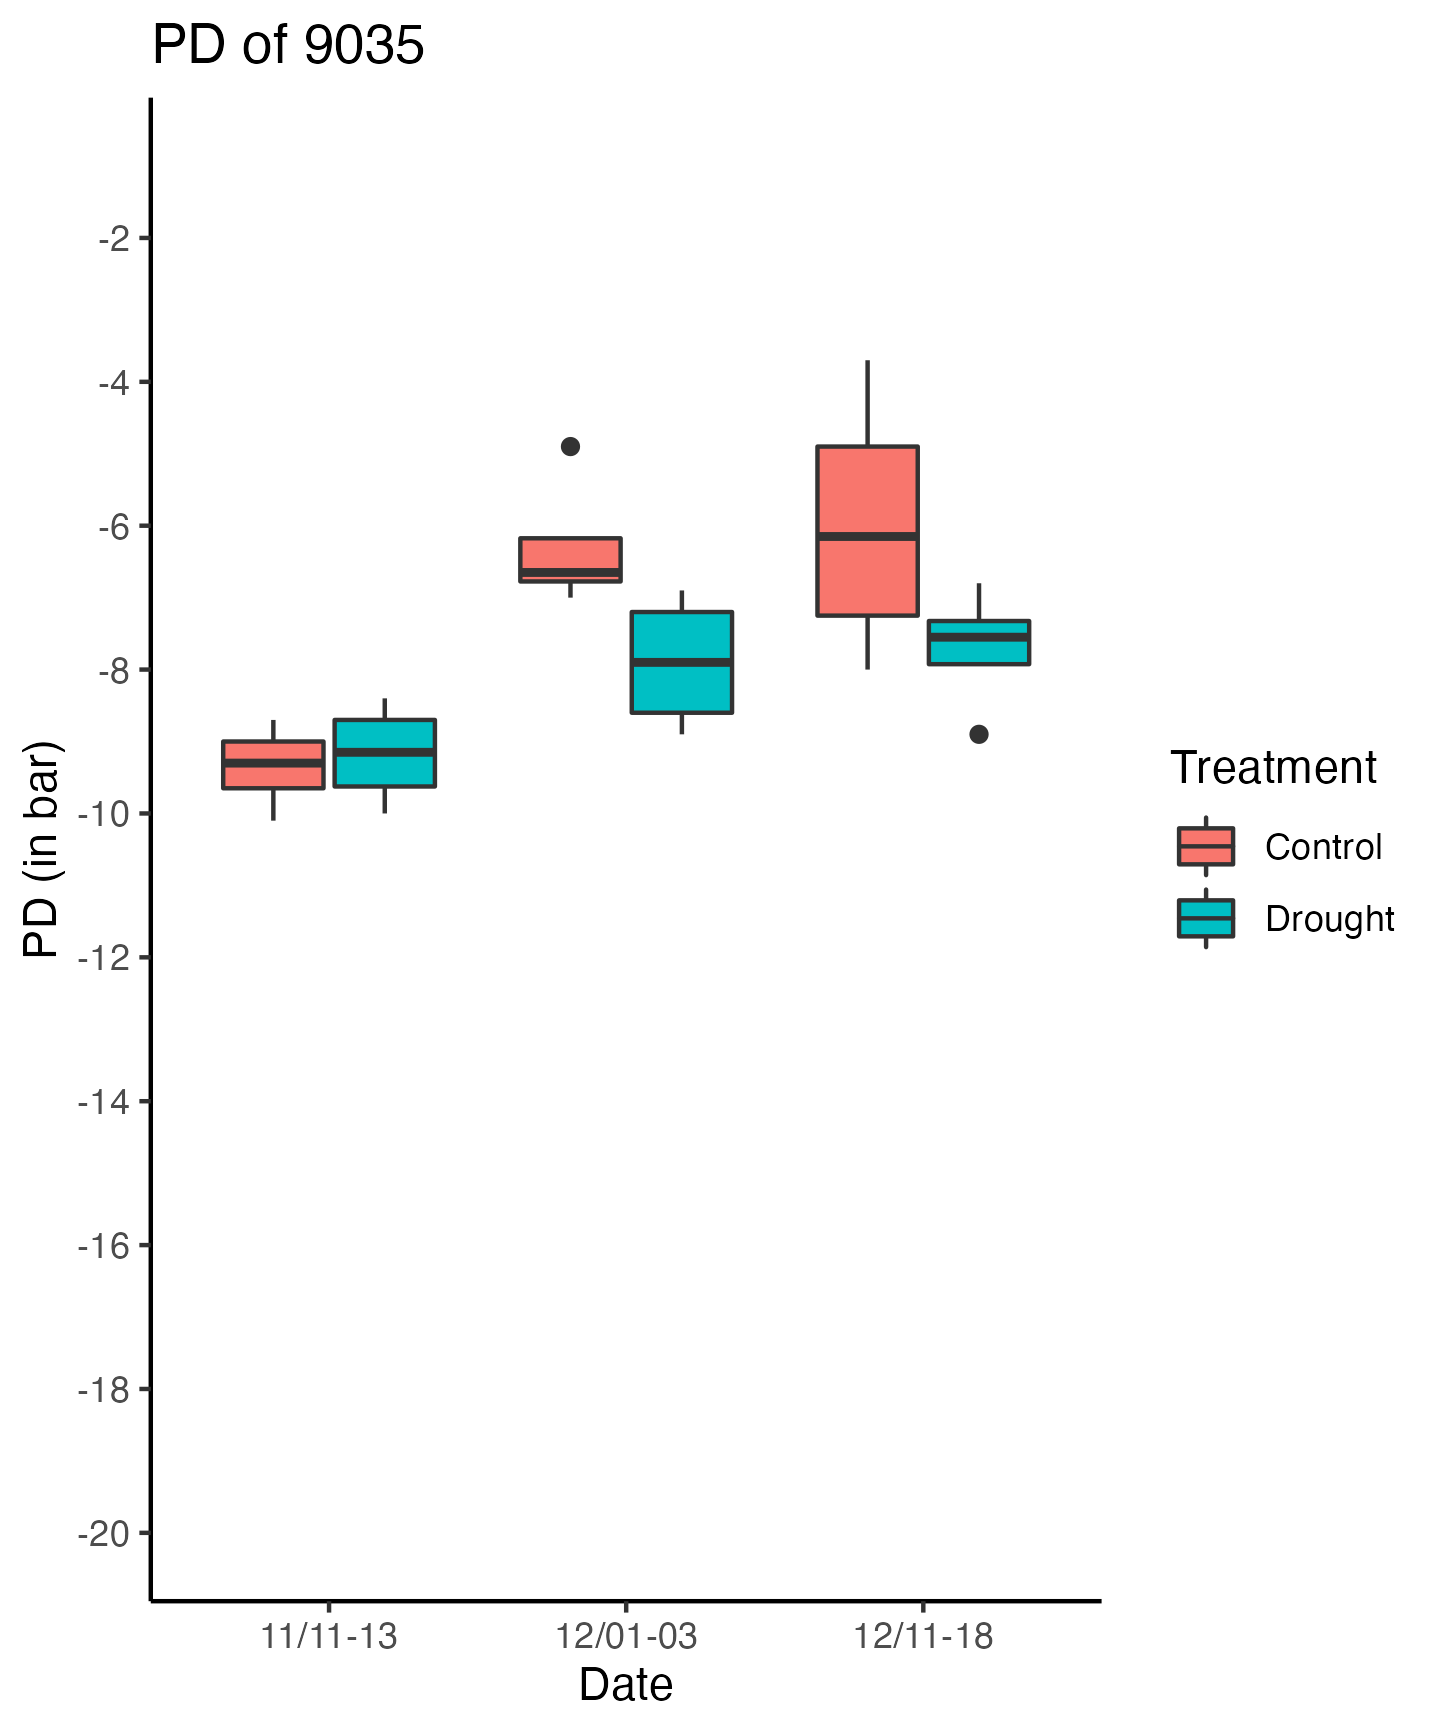 PD of 9035
-2
-4
-6
-8
-10
-12
-14
-16
-18
-20
PD (in bar)
11/11-13
12/01-03
12/11-18
Date
Treatment
Control
Drought